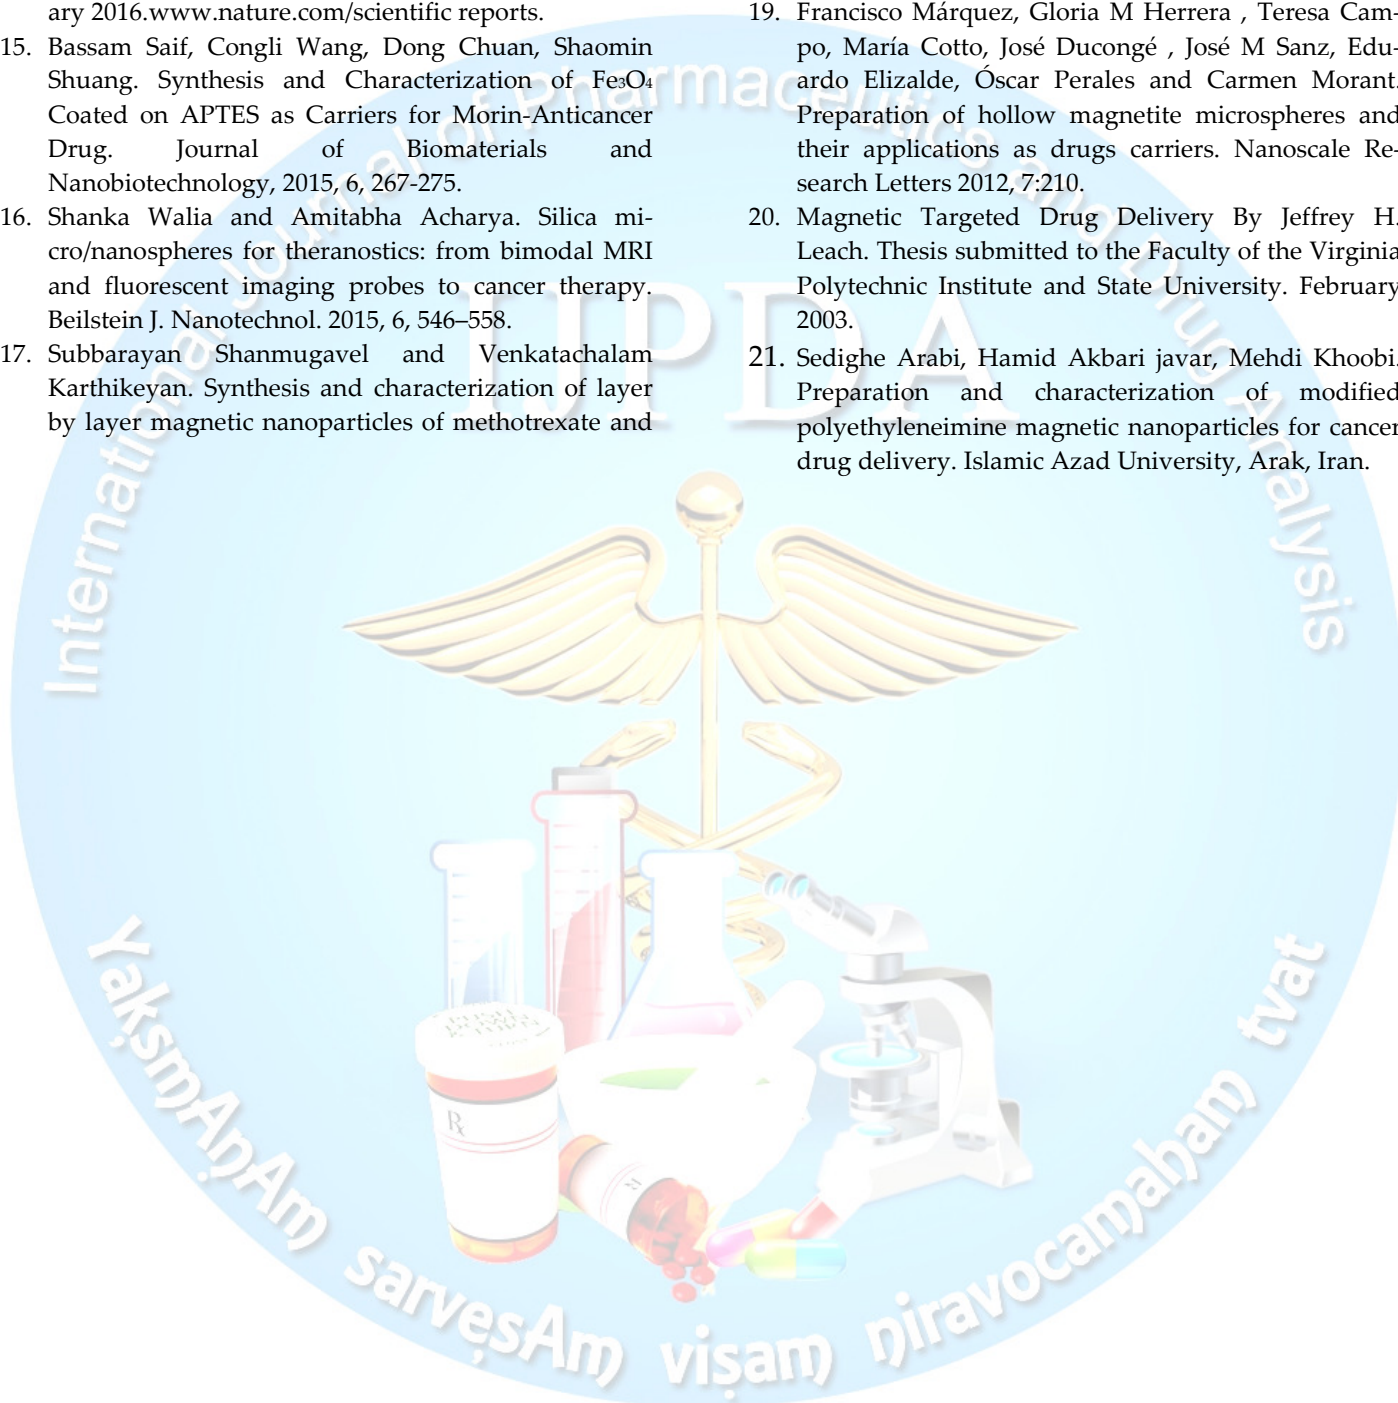 ary 2016.www.nature.com/scientific reports.
15. Bassam Saif, Congli Wang, Dong Chuan, Shaomin
Shuang. Synthesis and Characterization of Fe₃O₄
Coated on APTES as Carriers for Morin-Anticancer
Drug. Journal of Biomaterials and
Nanobiotechnology, 2015, 6, 267-275.
16. Shanka Walia and Amitabha Acharya. Silica mi-
cro/nanospheres for theranostics: from bimodal MRI
and fluorescent imaging probes to cancer therapy.
Beilstein J. Nanotechnol. 2015, 6, 546–558.
17. Subbarayan Shanmugavel and Venkatachalam
Karthikeyan. Synthesis and characterization of layer
by layer magnetic nanoparticles of methotrexate and
19. Francisco Márquez, Gloria M Herrera , Teresa Cam-
po, María Cotto, José Ducongé , José M Sanz, Edu-
ardo Elizalde, Óscar Perales and Carmen Morant.
Preparation of hollow magnetite microspheres and
their applications as drugs carriers. Nanoscale Re-
search Letters 2012, 7:210.
20. Magnetic Targeted Drug Delivery By Jeffrey H.
Leach. Thesis submitted to the Faculty of the Virginia
Polytechnic Institute and State University. February
2003.
21. Sedighe Arabi, Hamid Akbari javar, Mehdi Khoobi.
Preparation and characterization of modified
polyethyleneimine magnetic nanoparticles for cancer
drug delivery. Islamic Azad University, Arak, Iran.
International Journal of Pharmaceutics and Drug Analysis
IJPDA
PUSH
DOWN
& TURN
Rx
YakṣmAṇAm sarveṣAm viṣam niravocamaham tvat